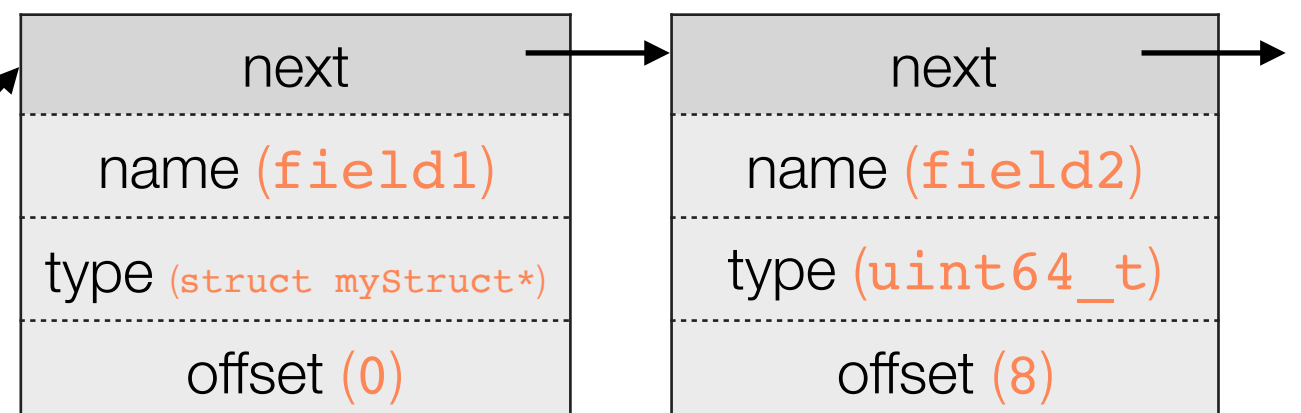 next
name (field1)
type (struct myStruct*)
offset (0)
next
name (field2)
type (uint64_t)
offset (8)